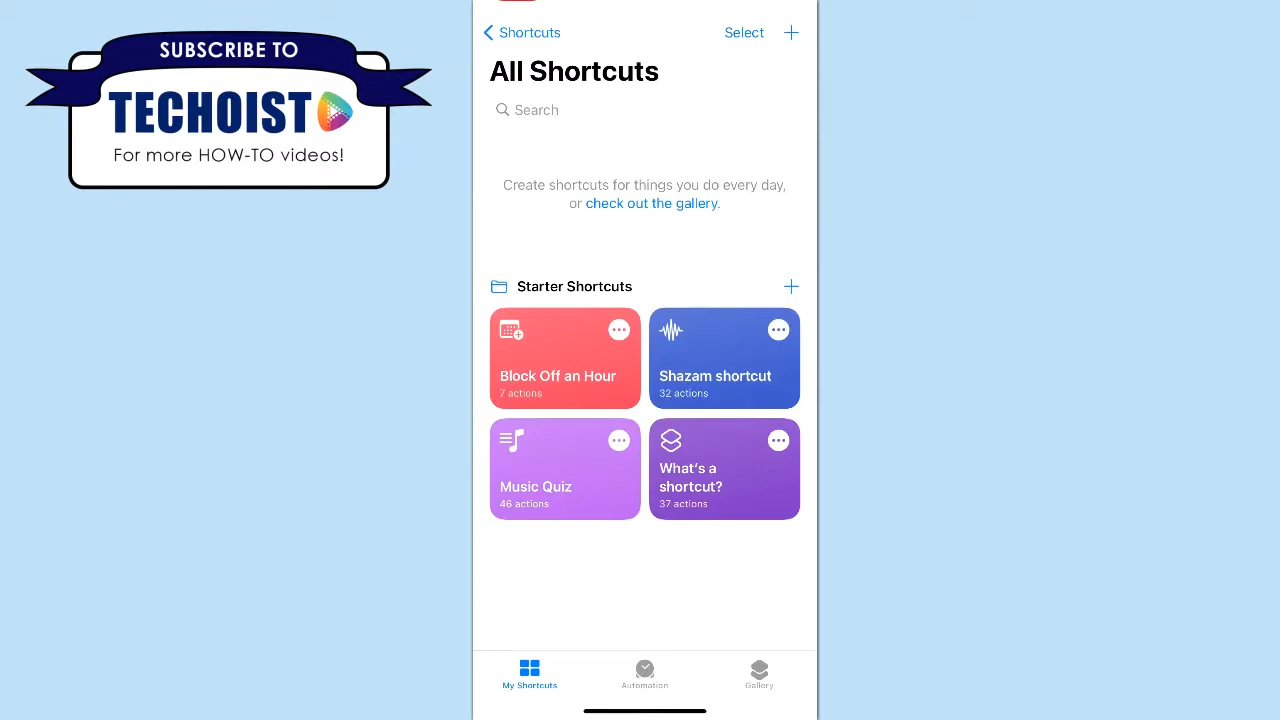 SUBSCRIBE TO
TECHOIST
For more HOW-TO videos!
Shortcuts
Select
All Shortcuts
Search
Create shortcuts for things you do every day,
or check out the gallery.
Starter Shortcuts
Block Off an Hour
7 actions
Shazam shortcut
32 actions
Music Quiz
46 actions
What's a
shortcut?
37 actions
My Shortcuts
Automation
Gallery